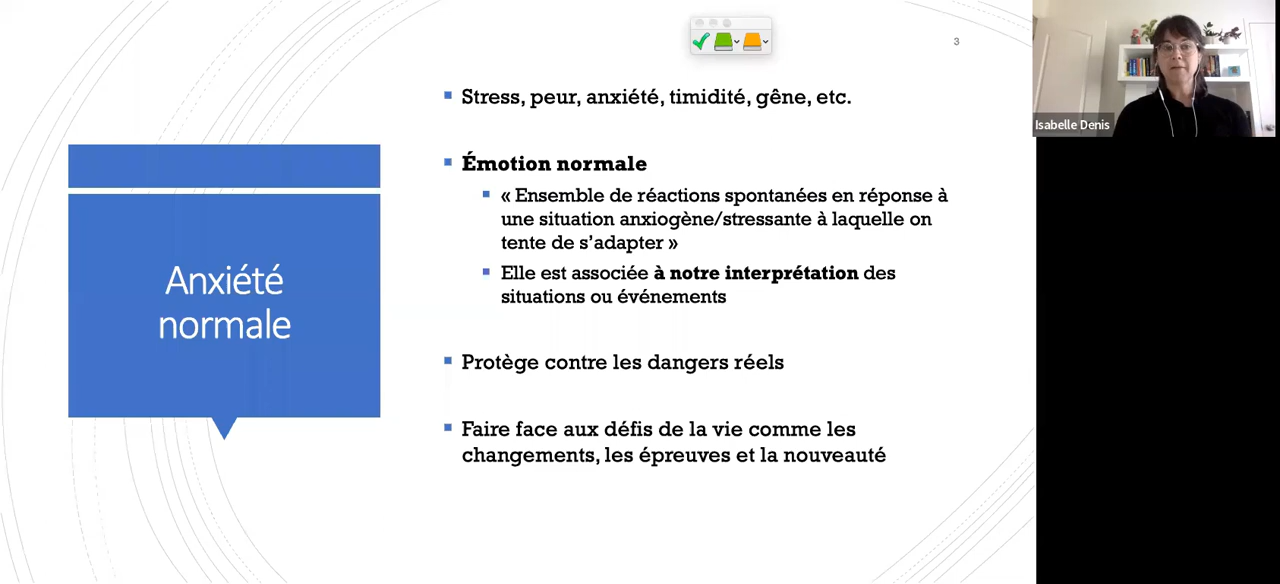 3
Anxiété
normale
Stress, peur, anxiété, timidité, gêne, etc.
Émotion normale
« Ensemble de réactions spontanées en réponse à
une situation anxiogène/stressante à laquelle on
tente de s’adapter »
Elle est associée à notre interprétation des
situations ou événements
Protège contre les dangers réels
Faire face aux défis de la vie comme les
changements, les épreuves et la nouveauté
Isabelle Denis